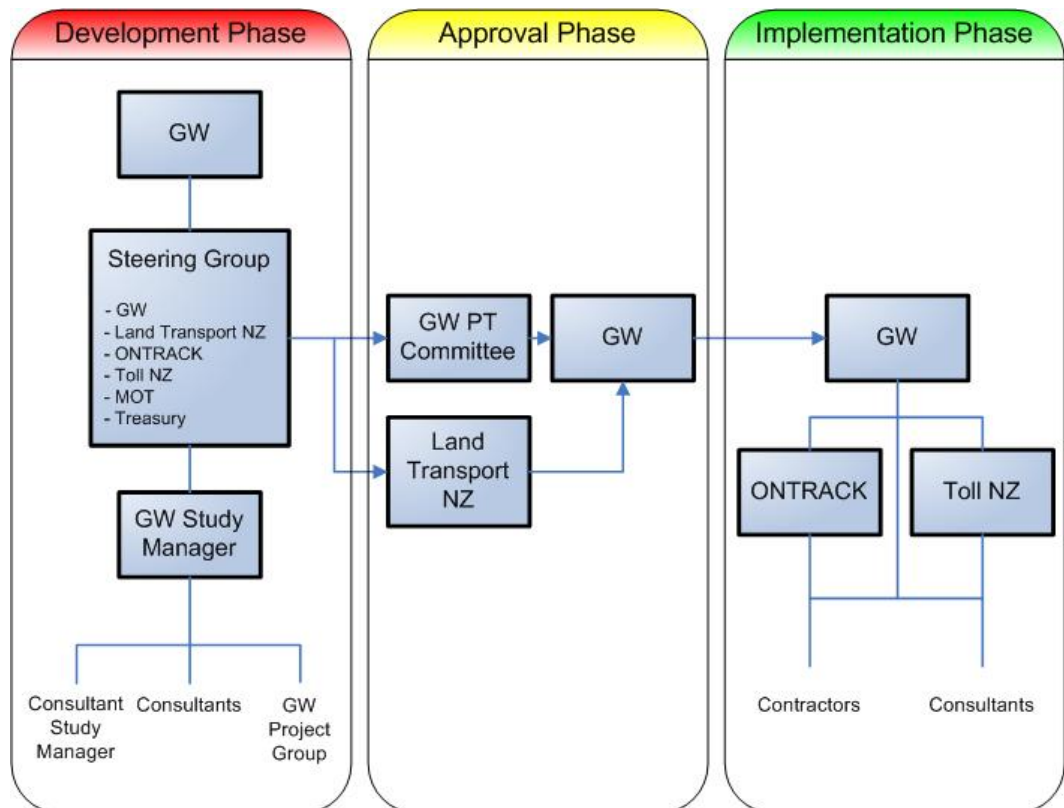 Development Phase
GW
Steering Group
- GW
- Land Transport NZ
- ONTRACK
- Toll NZ
- MOT
- Treasury
GW Study
Manager
Consultant
Study
Manager
Consultants
GW
Project
Group
Approval Phase
GW PT
Committee
GW
Land
Transport
NZ
Implementation Phase
GW
ONTRACK
Toll NZ
Contractors
Consultants